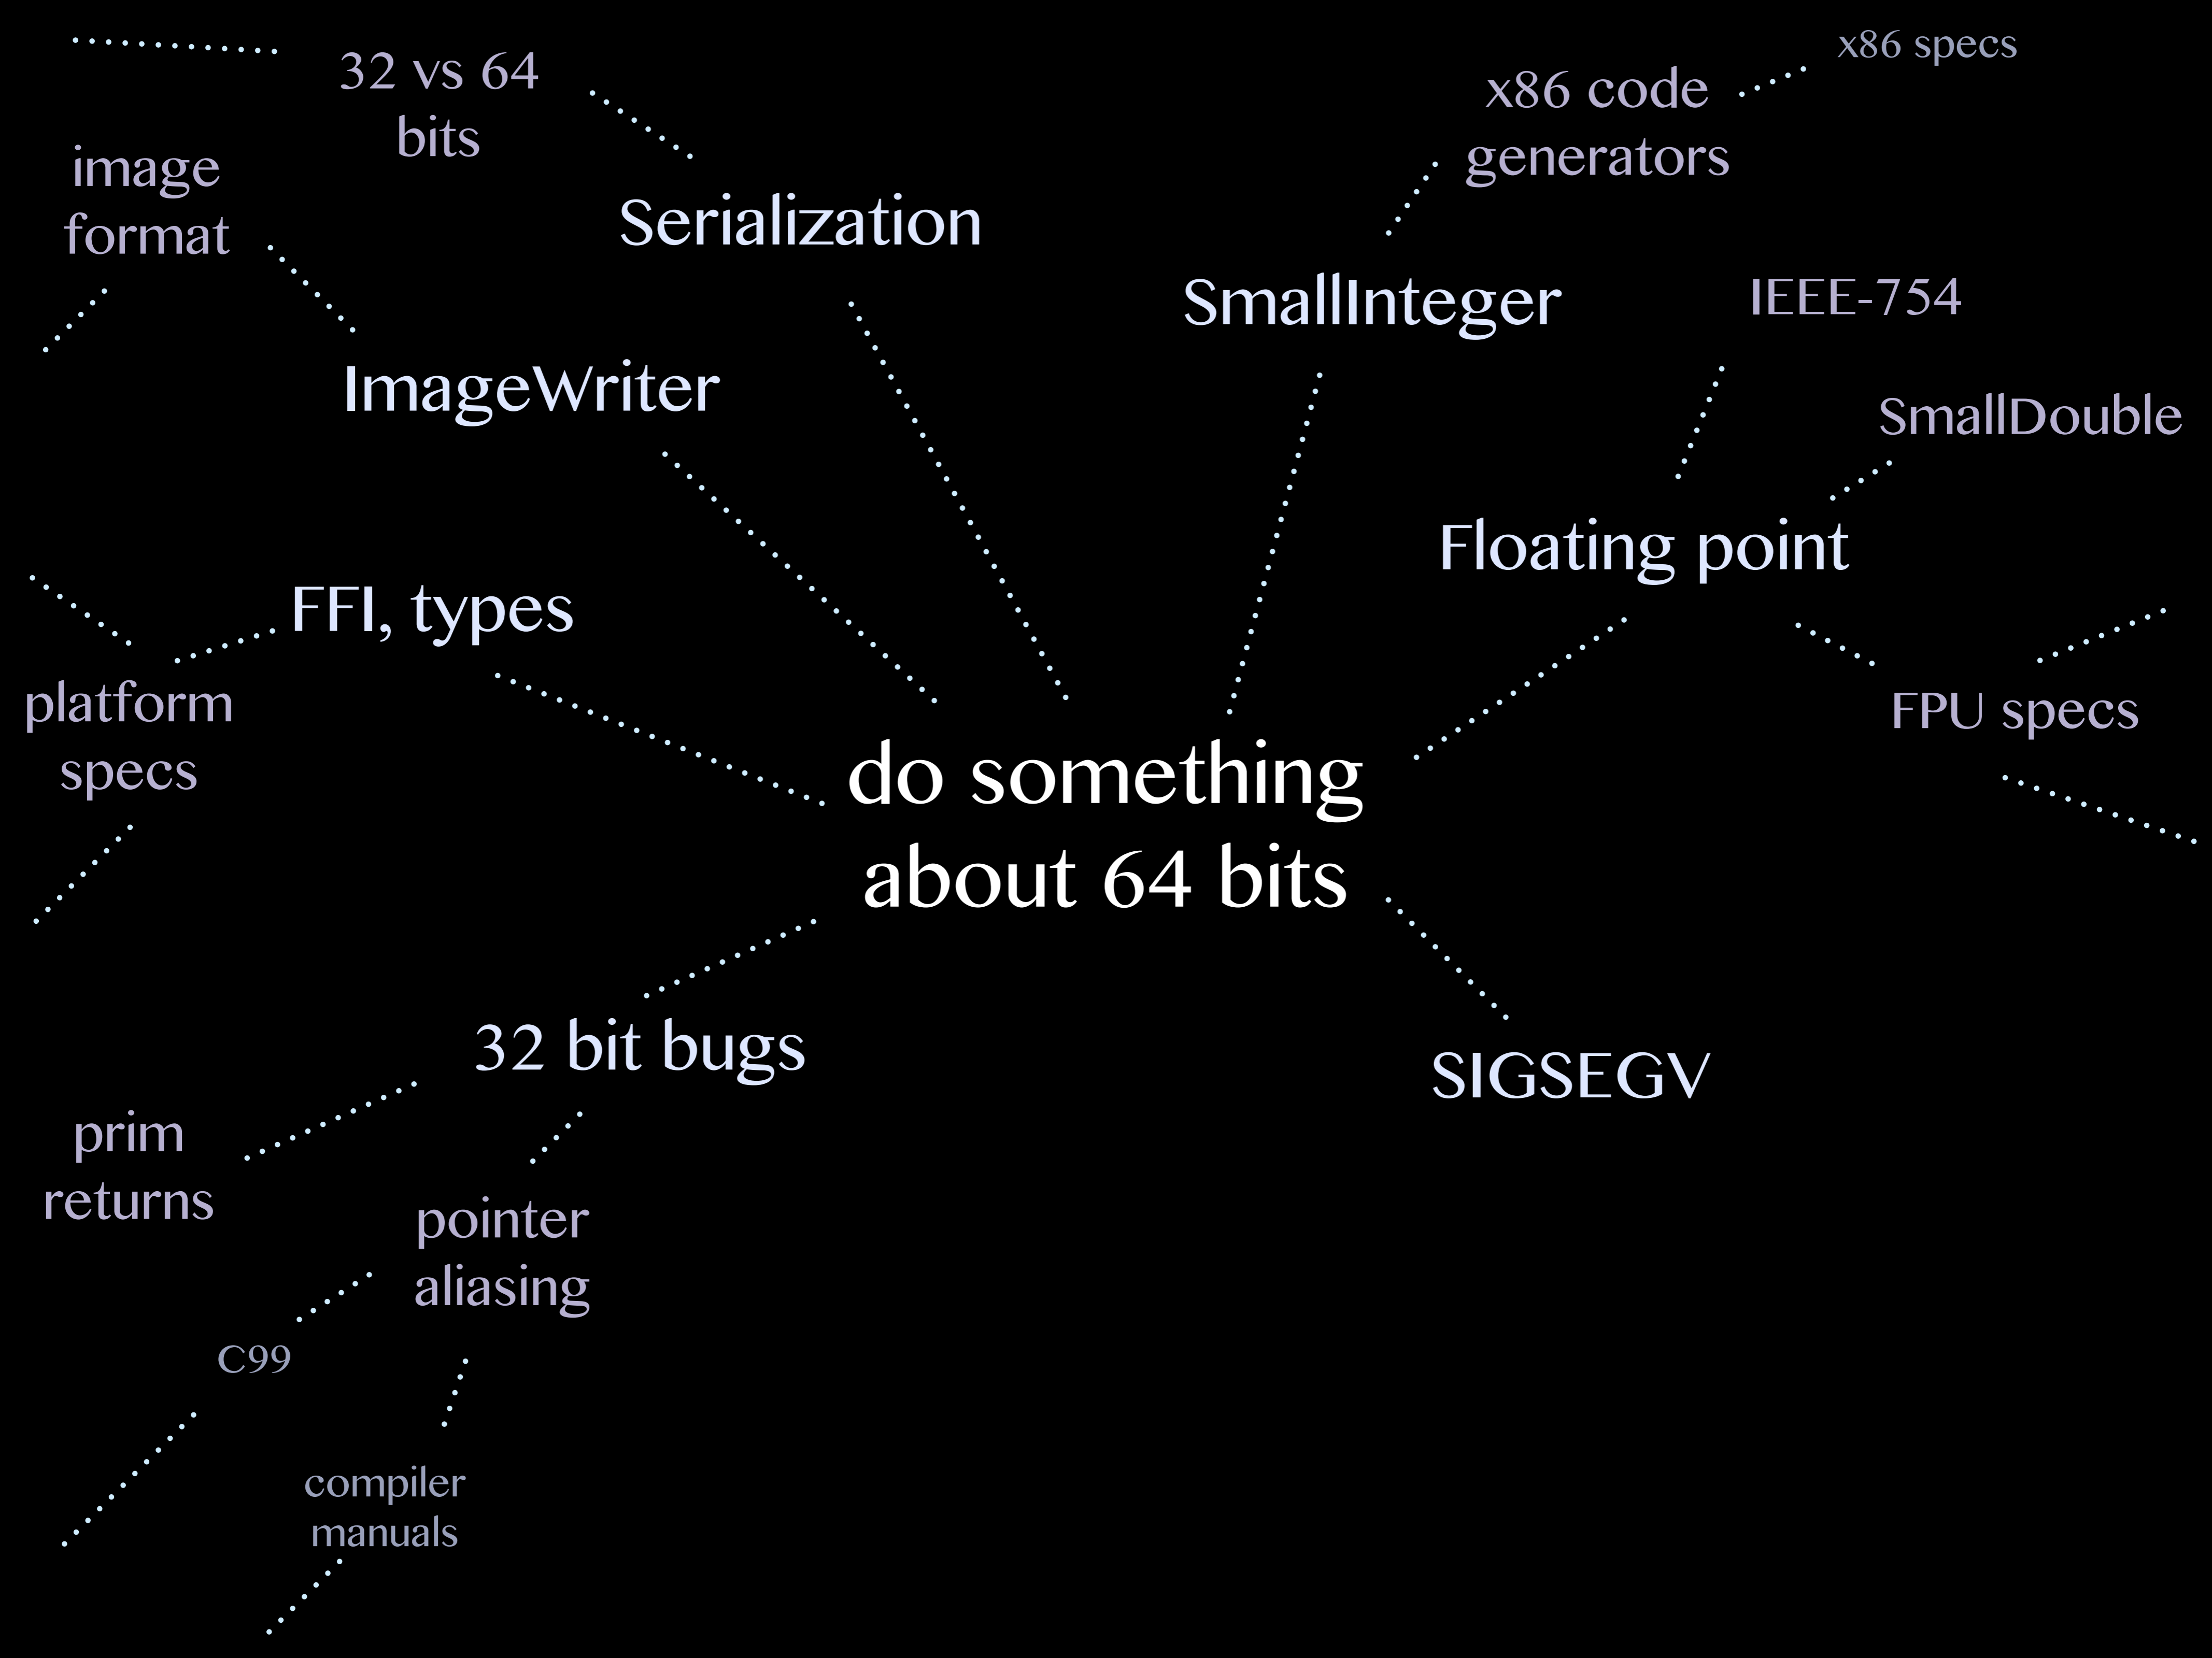 32 vs 64
bits
image
format
Serialization
ImageWriter
x86 specs
x86 code
generators
SmallInteger
IEEE-754
SmallDouble
Floating point
FFI, types
platform
specs
FPU specs
do something
about 64 bits
32 bit bugs
SIGSEGV
prim
returns
pointer
aliasing
C99
compiler
manuals